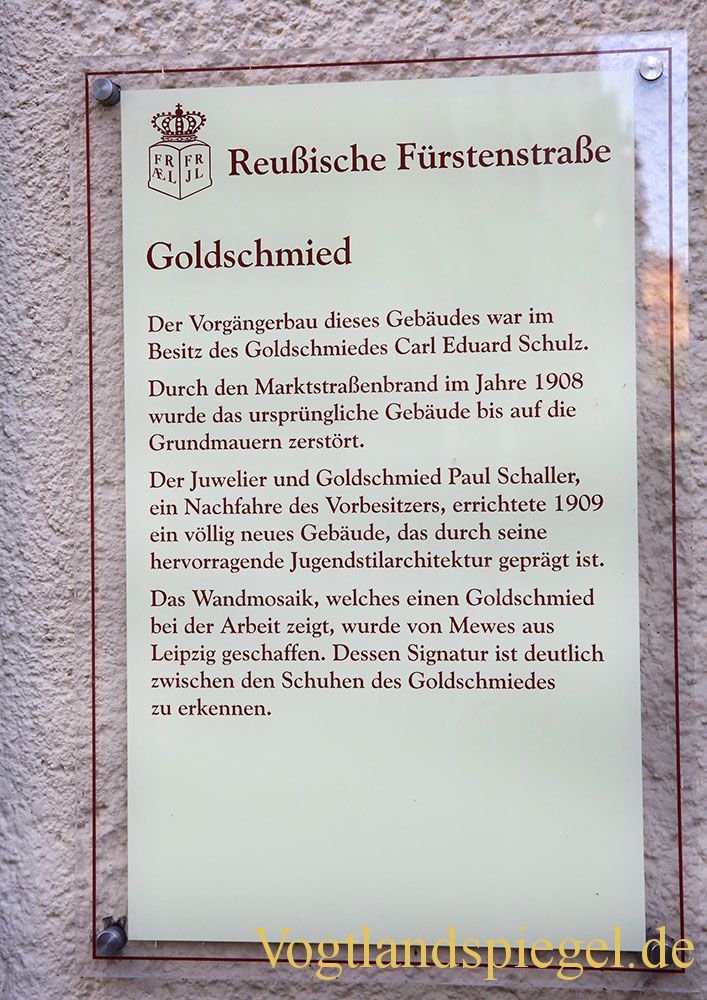 FR FR
ÆL JL
Reußische Fürstenstraße
Goldschmied
Der Vorgängerbau dieses Gebäudes war im
Besitz des Goldschmiedes Carl Eduard Schulz.
Durch den Marktstraßenbrand im Jahre 1908
wurde das ursprüngliche Gebäude bis auf die
Grundmauern zerstört.
Der Juwelier und Goldschmied Paul Schaller,
ein Nachfahre des Vorbesitzers, errichtete 1909
ein völlig neues Gebäude, das durch seine
hervorragende Jugendstilarchitektur geprägt ist.
Das Wandmosaik, welches einen Goldschmied
bei der Arbeit zeigt, wurde von Mewes aus
Leipzig geschaffen. Dessen Signatur ist deutlich
zwischen den Schuhen des Goldschmiedes
zu erkennen.
Vogtlandspiegel.de